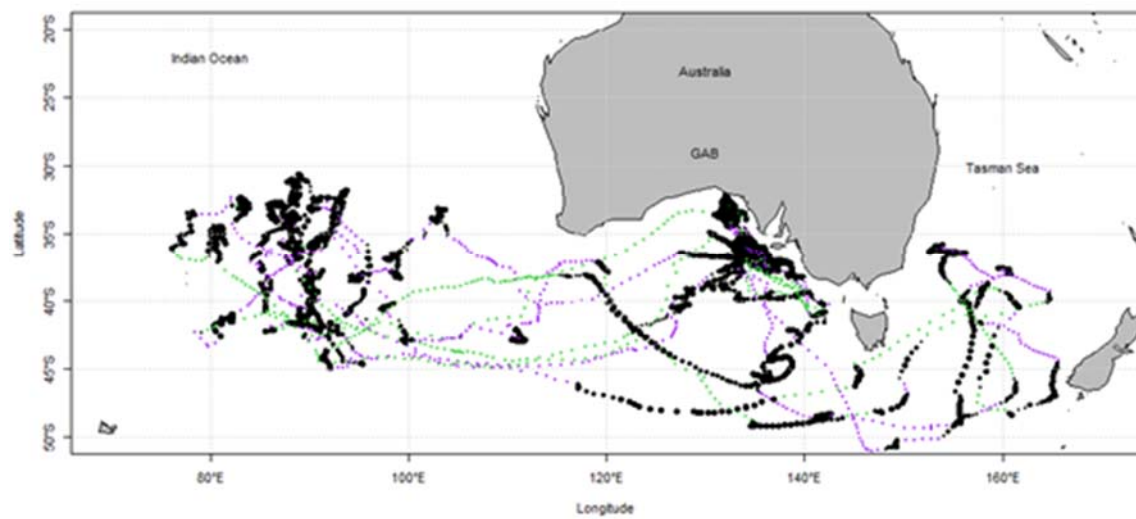 20°S
25°S
30°S
35°S
40°S
45°S
50°S
Latitude
Indian Ocean
Australia
GAB
Tasman Sea
80°E
100°E
120°E
140°E
160°E
Longitude